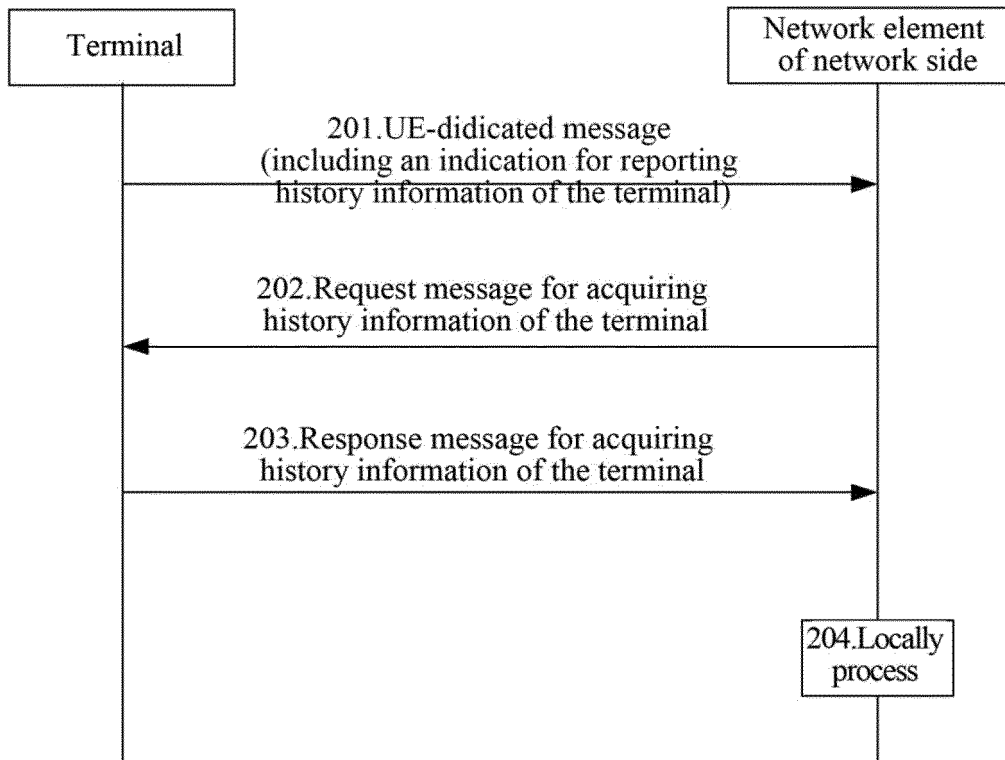 Terminal
Network element
of network side
201.UE-didicated message
(including an indication for reporting
history information of the terminal)
202.Request message for acquiring
history information of the terminal
203.Response message for acquiring
history information of the terminal
204.Locally
process